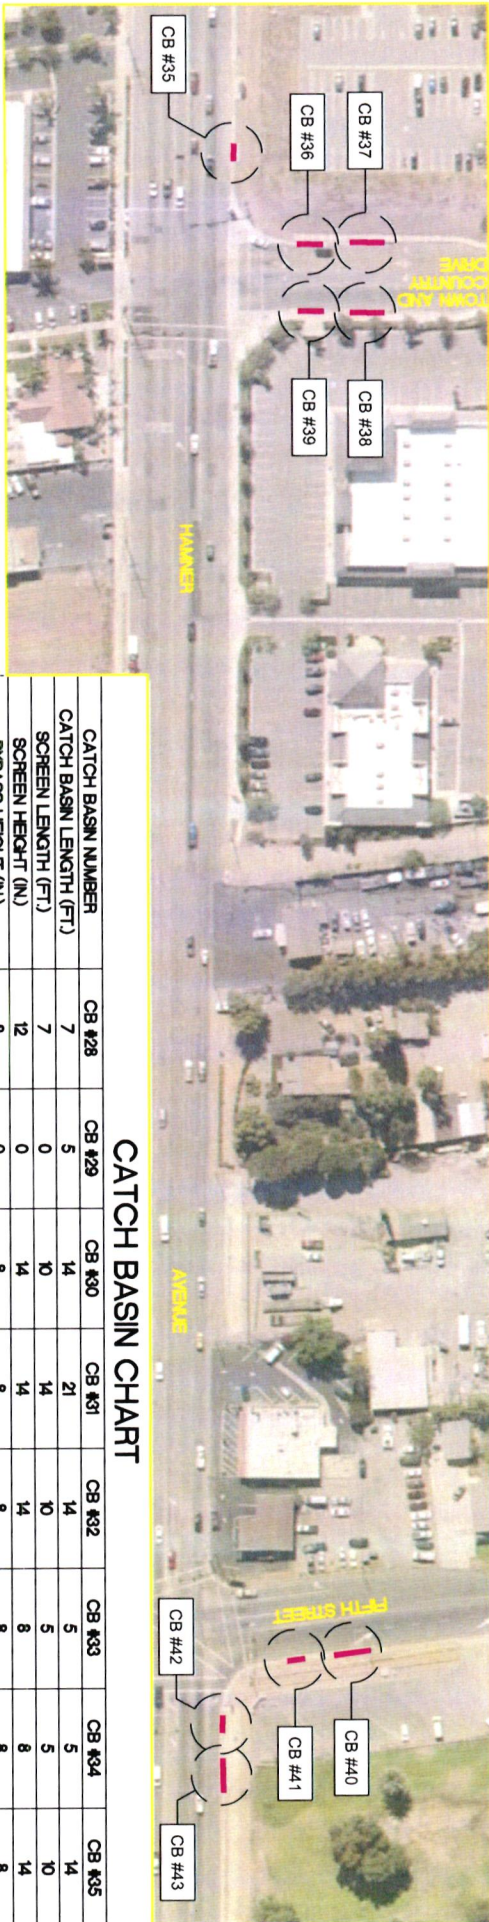 CB #35
CB #36
CB #37
TOWN AND
COUNTRY
DRIVE
CB #39
CB #38
HAMNER
AVENUE
FIFTH STREET
CB #42
CB #41
CB #40
CB #43
CATCH BASIN CHART
CATCH BASIN NUMBER CB #28 CB #29 CB #30 CB #31 CB #32 CB #33 CB #34 CB #35
CATCH BASIN LENGTH (FT.) 7 5 14 21 14 5 5 14
SCREEN LENGTH (FT.) 7 0 10 14 10 5 5 10
SCREEN HEIGHT (IN.) 12 0 14 14 14 8 8 14